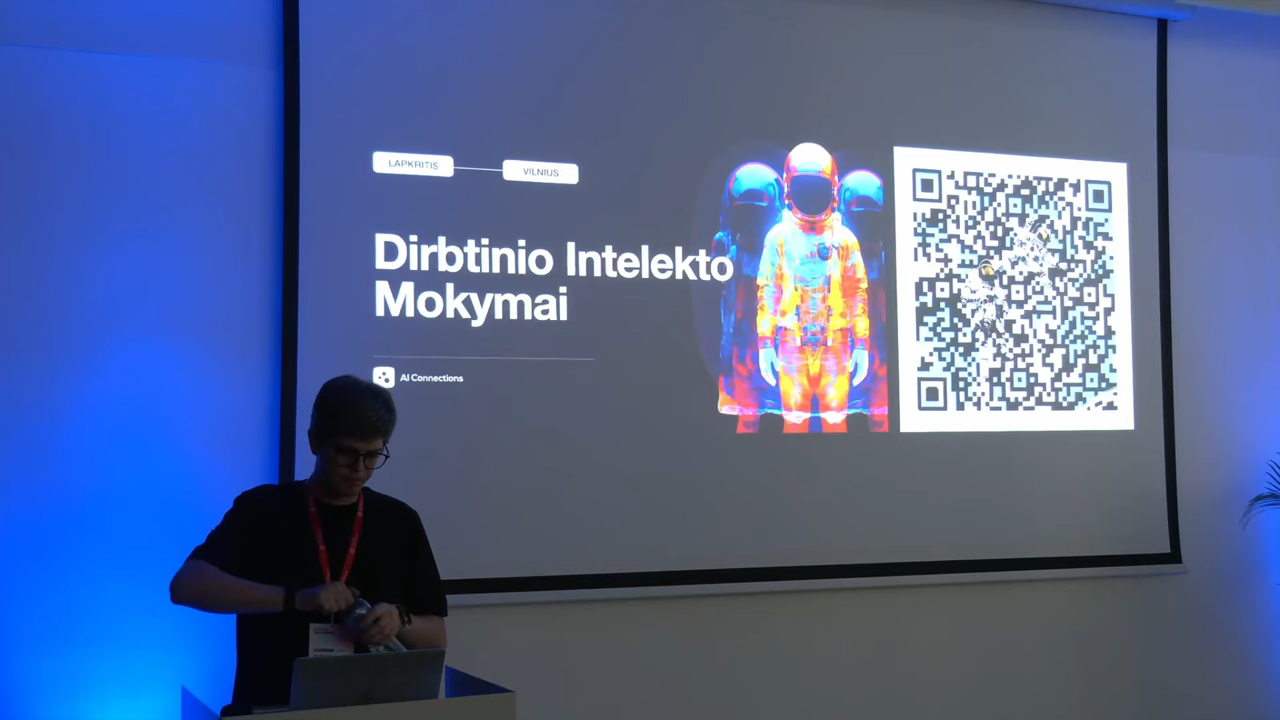 LAPKRITIS
VILNIUS
Dirbtinio Intelekto
Mokymai
AI Connections